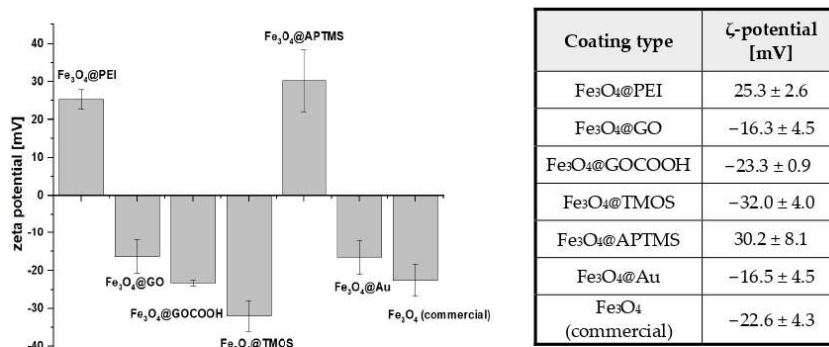 zeta potential [mV]
40
30
20
10
0
-10
-20
-30
-40
Fe₃O₄@PEI
Fe₃O₄@GO
Fe₃O₄@GOCOOH
Fe₃O₄@TMOS
Fe₃O₄@APTMS
Fe₃O₄@Au
Fe₃O₄ (commercial)
Coating type ζ-potential
[mV]
Fe₃O₄@PEI 25.3 ± 2.6
Fe₃O₄@GO −16.3 ± 4.5
Fe₃O₄@GOCOOH −23.3 ± 0.9
Fe₃O₄@TMOS −32.0 ± 4.0
Fe₃O₄@APTMS 30.2 ± 8.1
Fe₃O₄@Au −16.5 ± 4.5
Fe₃O₄
(commercial) −22.6 ± 4.3